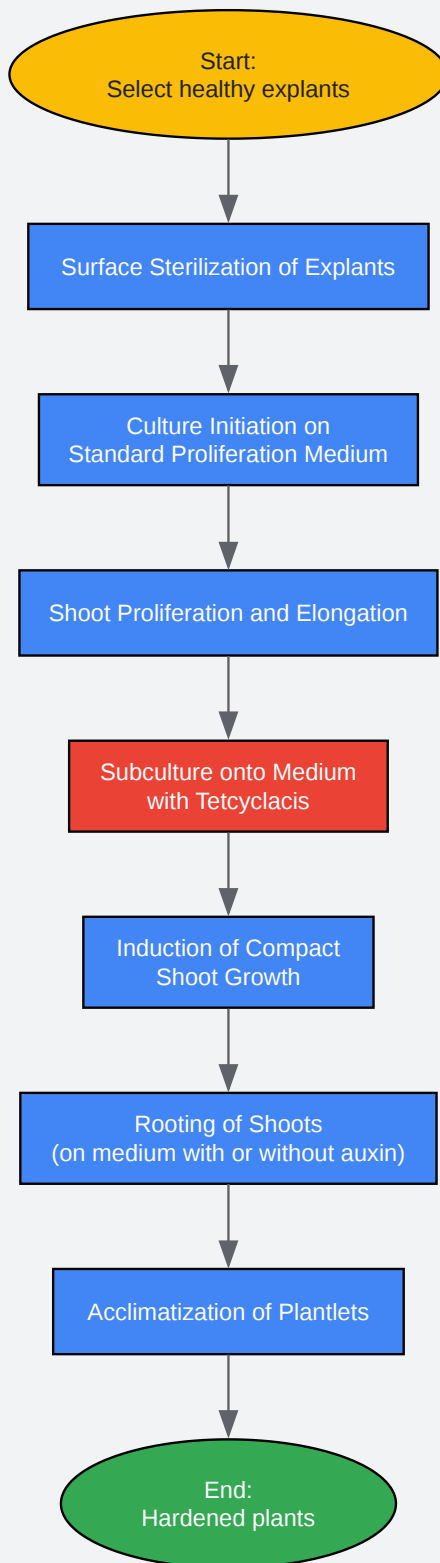 Start:
Select healthy explants
Surface Sterilization of Explants
Culture Initiation on
Standard Proliferation Medium
Shoot Proliferation and Elongation
Subculture onto Medium
with Tetcyclacis
Induction of Compact
Shoot Growth
Rooting of Shoots
(on medium with or without auxin)
Acclimatization of Plantlets
End:
Hardened plants